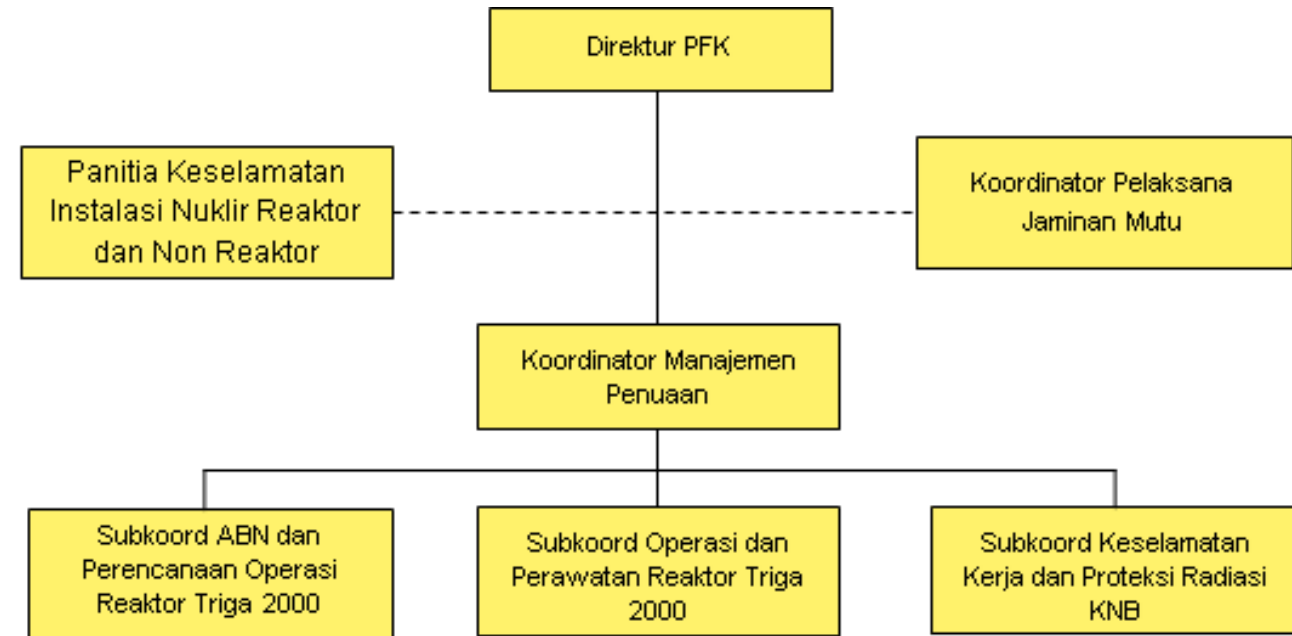 Direktur PFK
Panitia Keselamatan
Instalasi Nuklir Reaktor
dan Non Reaktor
Koordinator Pelaksana
Jaminan Mutu
Koordinator Manajemen
Penuaan
Subkoord ABN dan
Perencanaan Operasi
Reaktor Triga 2000
Subkoord Operasi dan
Perawatan Reaktor Triga
2000
Subkoord Keselamatan
Kerja dan Proteksi Radiasi
KNB